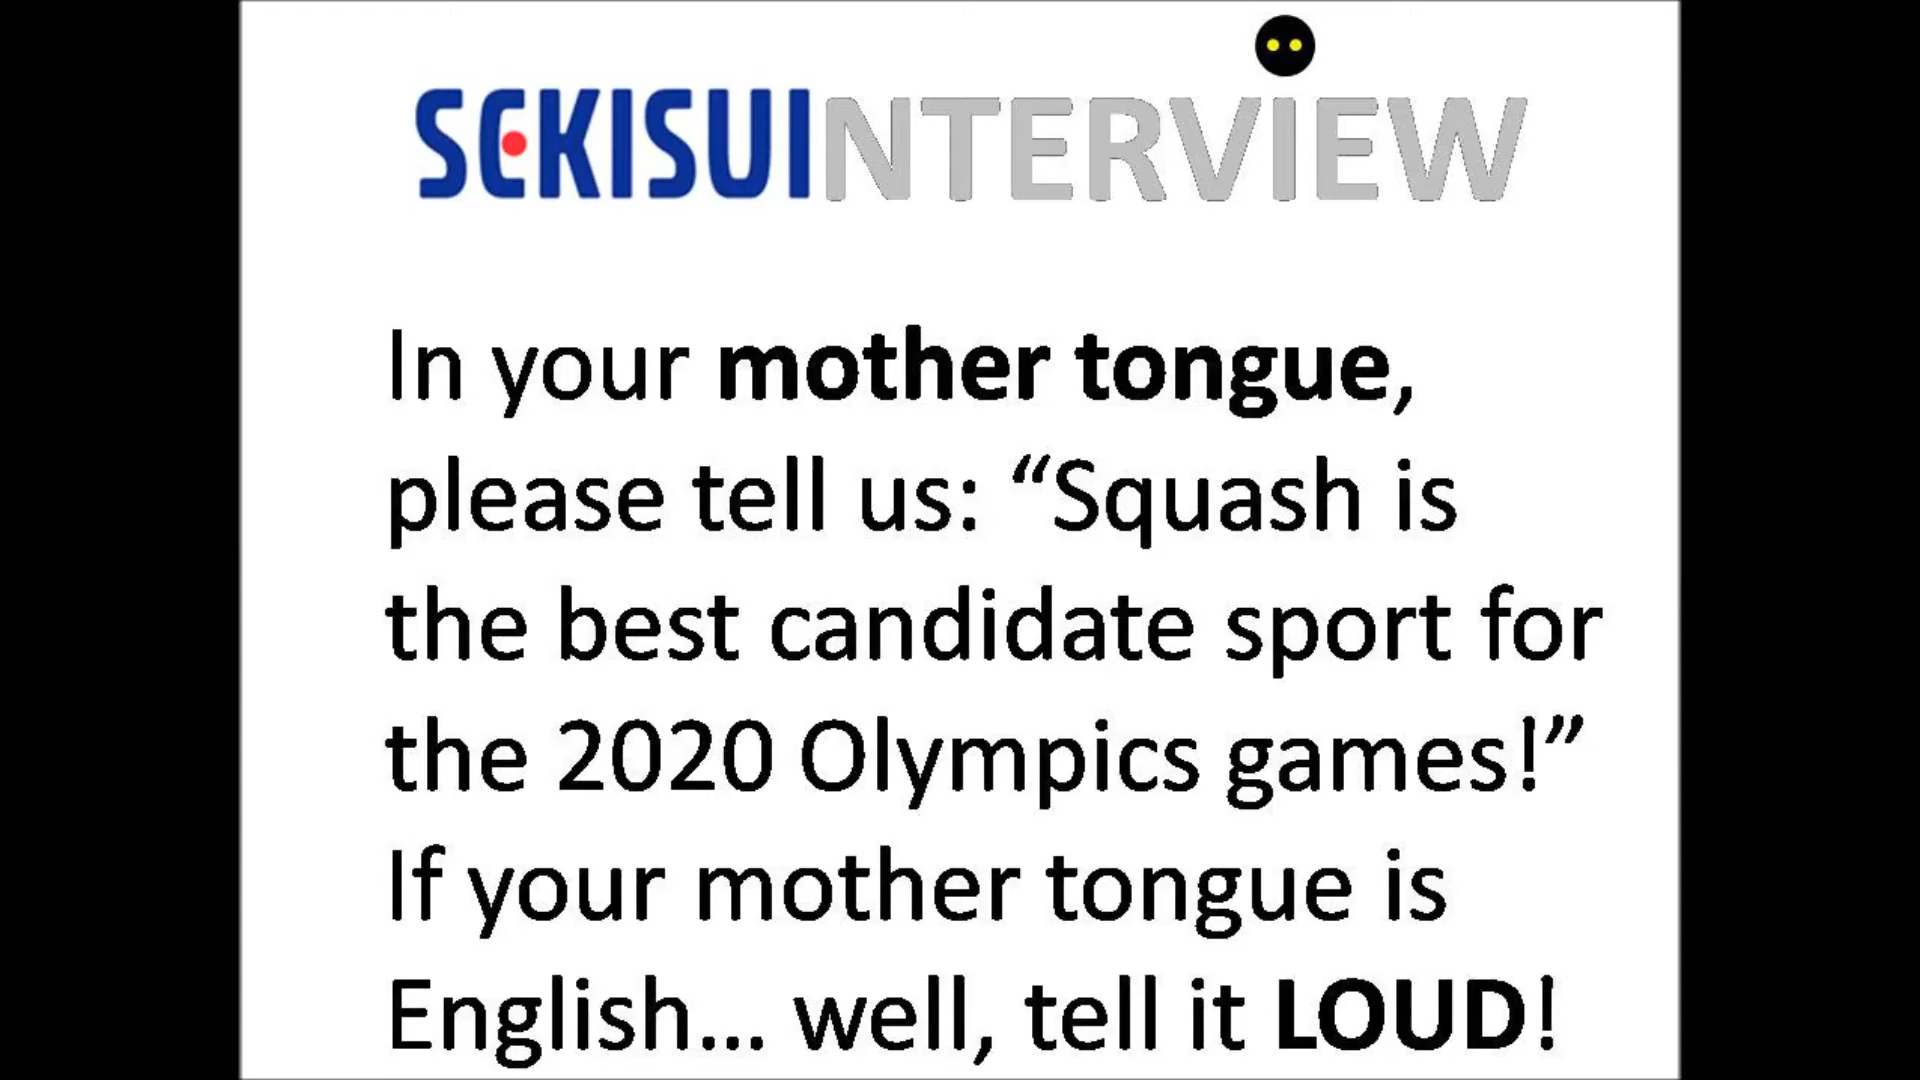 SEKISUINTERVIEW
In your mother tongue,
please tell us: “Squash is
the best candidate sport for
the 2020 Olympics games!”
If your mother tongue is
English... well, tell it LOUD!